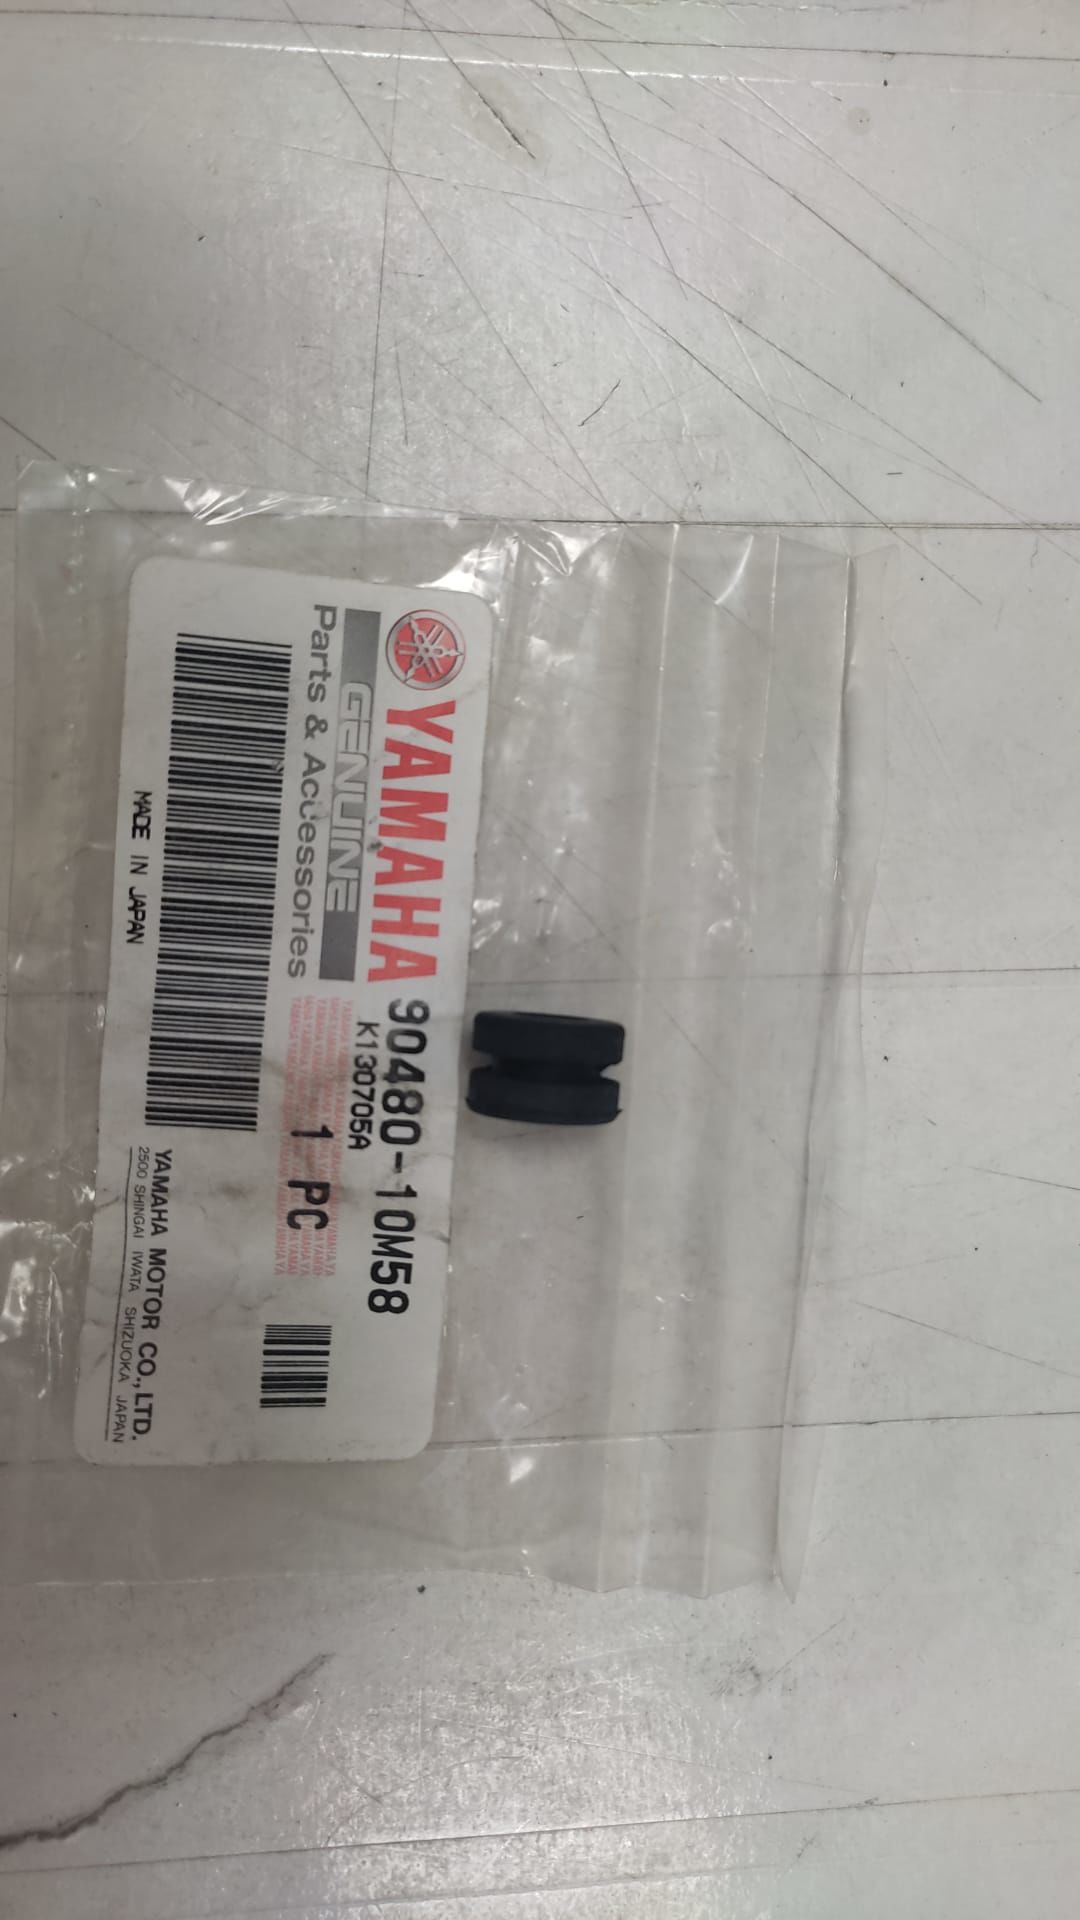 YAMAHA 90480-10M58
GENUINE K130705A
Parts & Accessories 1 PC
MADE IN JAPAN
YAMAHA MOTOR CO., LTD.
2500 SHINGAI IWATA SHIZUOKA JAPAN